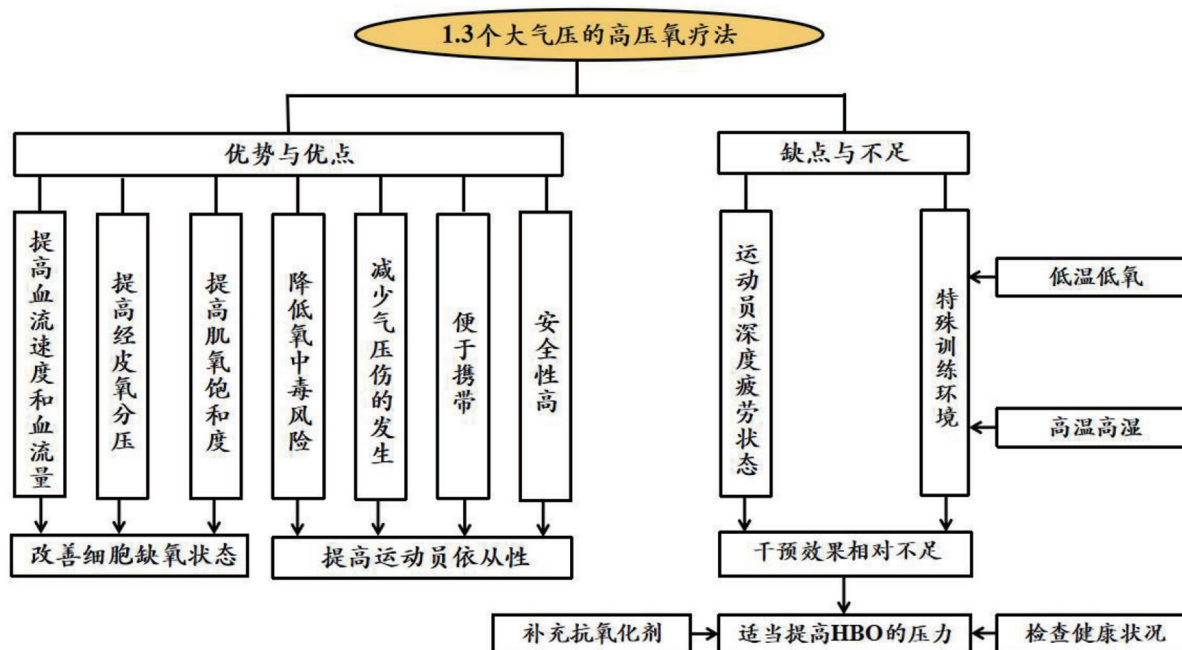 1.3个大气压的高压氧疗法
优势与优点
缺点与不足
提高血流速度和血流量
提高经皮氧分压
提高肌氧饱和度
降低氧中毒风险
减少气压伤的发生
便于携带
安全性高
运动员深度疲劳状态
特殊训练环境
低温低氧
高温高湿
改善细胞缺氧状态
提高运动员依从性
干预效果相对不足
补充抗氧化剂
适当提高HBO的压力
检查健康状况